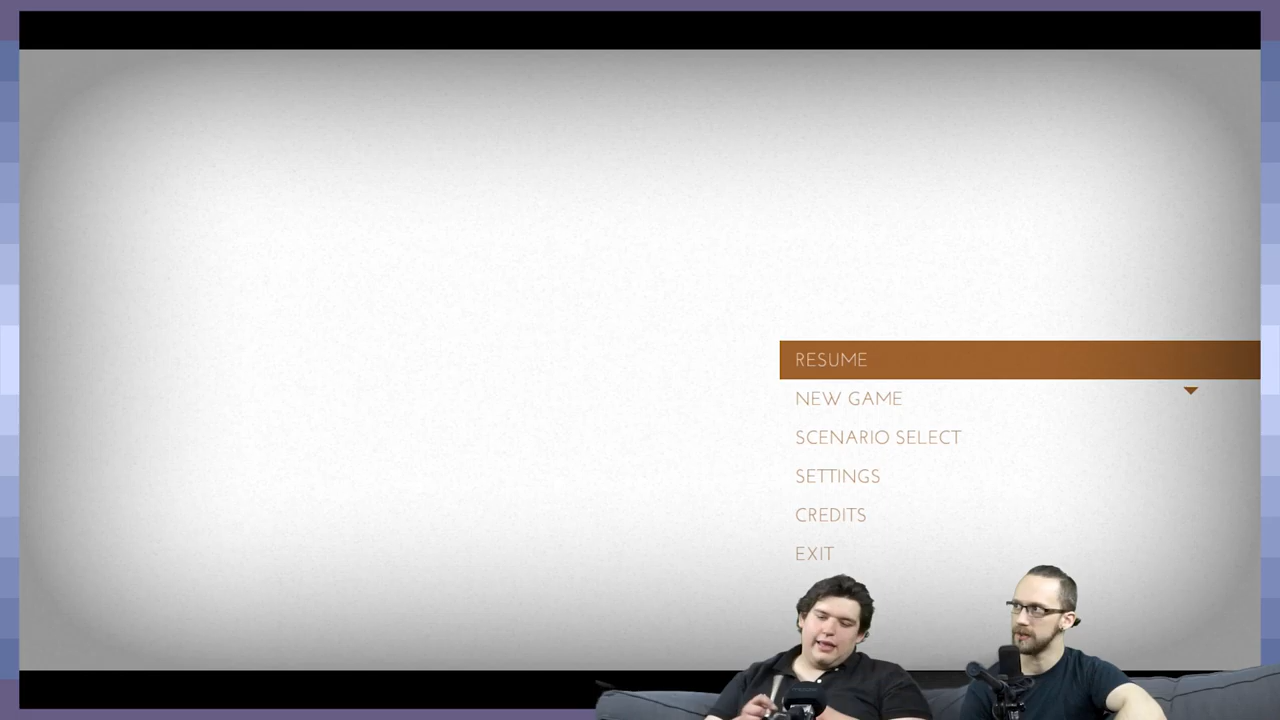 RESUME
NEW GAME
SCENARIO SELECT
SETTINGS
CREDITS
EXIT